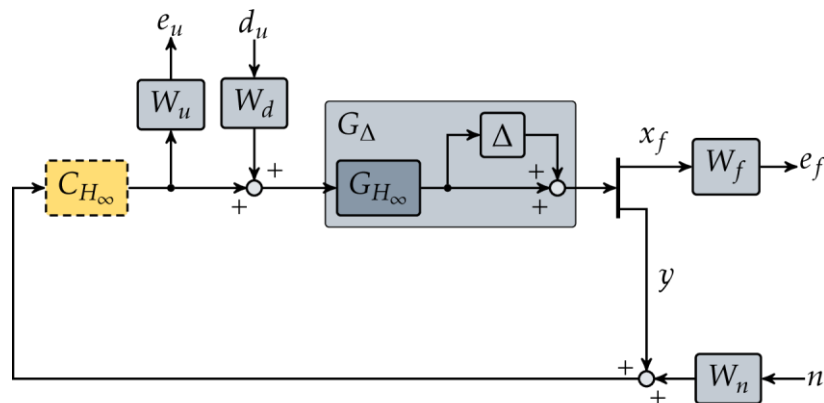 e_u d_u
W_u W_d
G_Δ Δ x_f
C_{H_∞} + + G_{H_∞} + + W_f e_f
y
+ + W_n n